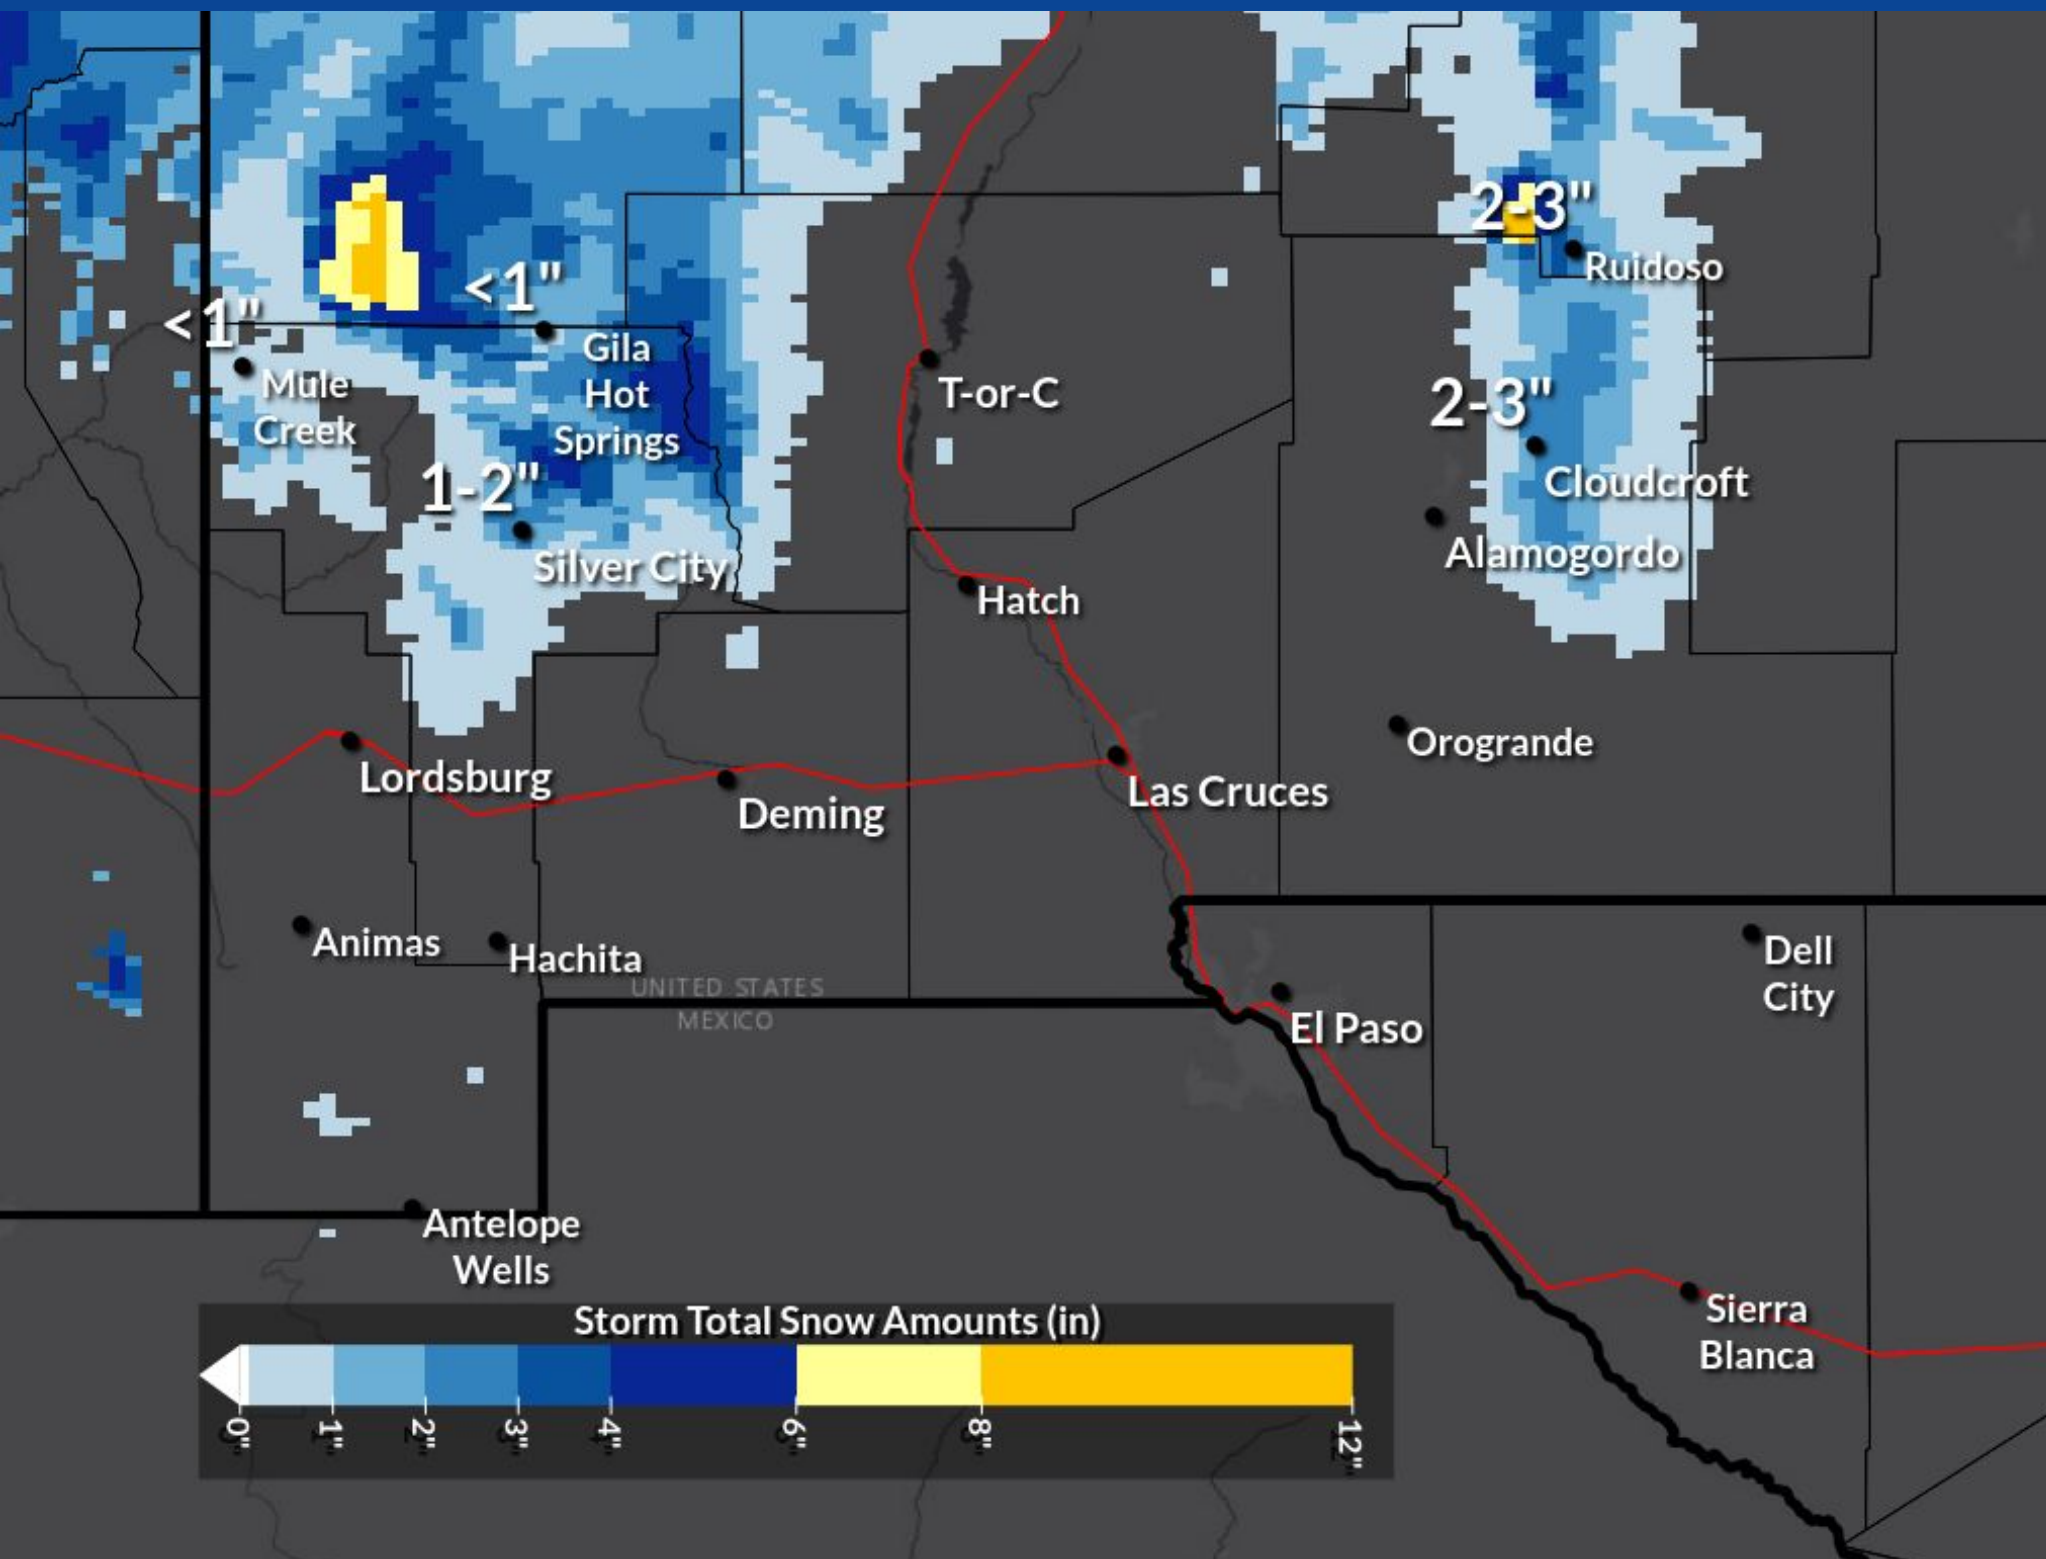 2-3"
Ruidoso
<1"
<1"
Gila
Hot
Springs
Mule
Creek
T-or-C
2-3"
1-2"
Cloudcroft
Silver City
Alamogordo
Hatch
Orogrande
Lordsburg
Deming
Las Cruces
Animas
Hachita
Dell
City
UNITED STATES
MEXICO
El Paso
Antelope
Wells
Sierra
Blanca
Storm Total Snow Amounts (in)
0" 1" 2" 3" 4" 6" 8" 12"